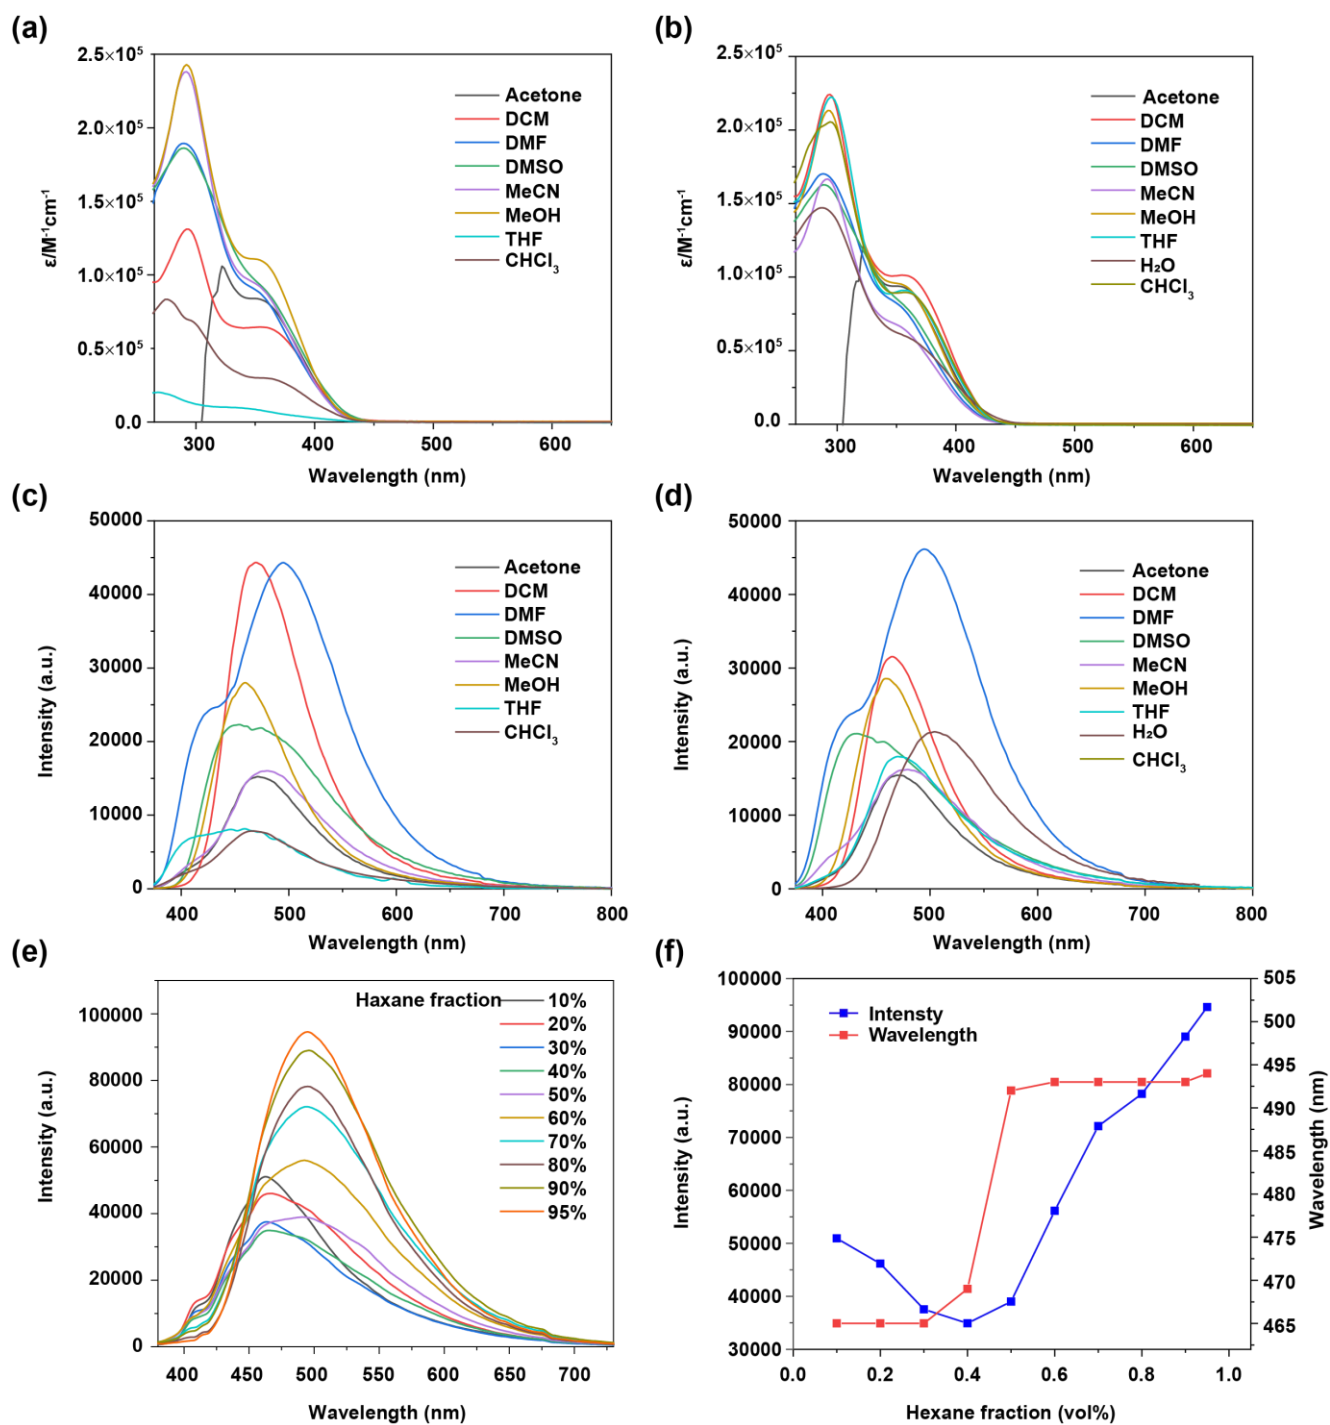 (a)
2.5×10⁵
2.0×10⁵
1.5×10⁵
1.0×10⁵
0.5×10⁵
0.0
ε/M⁻¹cm⁻¹
300
400
500
600
Wavelength (nm)
Acetone
DCM
DMF
DMSO
MeCN
MeOH
THF
CHCl₃
(b)
2.5×10⁵
2.0×10⁵
1.5×10⁵
1.0×10⁵
0.5×10⁵
0.0
ε/M⁻¹cm⁻¹
300
400
500
600
Wavelength (nm)
Acetone
DCM
DMF
DMSO
MeCN
MeOH
THF
H₂O
CHCl₃
(c)
50000
40000
30000
20000
10000
0
Intensity (a.u.)
400
500
600
700
800
Wavelength (nm)
Acetone
DCM
DMF
DMSO
MeCN
MeOH
THF
CHCl₃
(d)
50000
40000
30000
20000
10000
0
Intensity (a.u.)
400
500
600
700
800
Wavelength (nm)
Acetone
DCM
DMF
DMSO
MeCN
MeOH
THF
H₂O
CHCl₃
(e)
100000
80000
60000
40000
20000
0
Intensity (a.u.)
400
450
500
550
600
650
700
Wavelength (nm)
Haxane fraction
10%
20%
30%
40%
50%
60%
70%
80%
90%
95%
(f)
100000
90000
80000
70000
60000
50000
40000
30000
Intensity (a.u.)
0.0
0.2
0.4
0.6
0.8
1.0
Hexane fraction (vol%)
Intensty
Wavelength
505
500
495
490
485
480
475
470
465
Wavelength (nm)